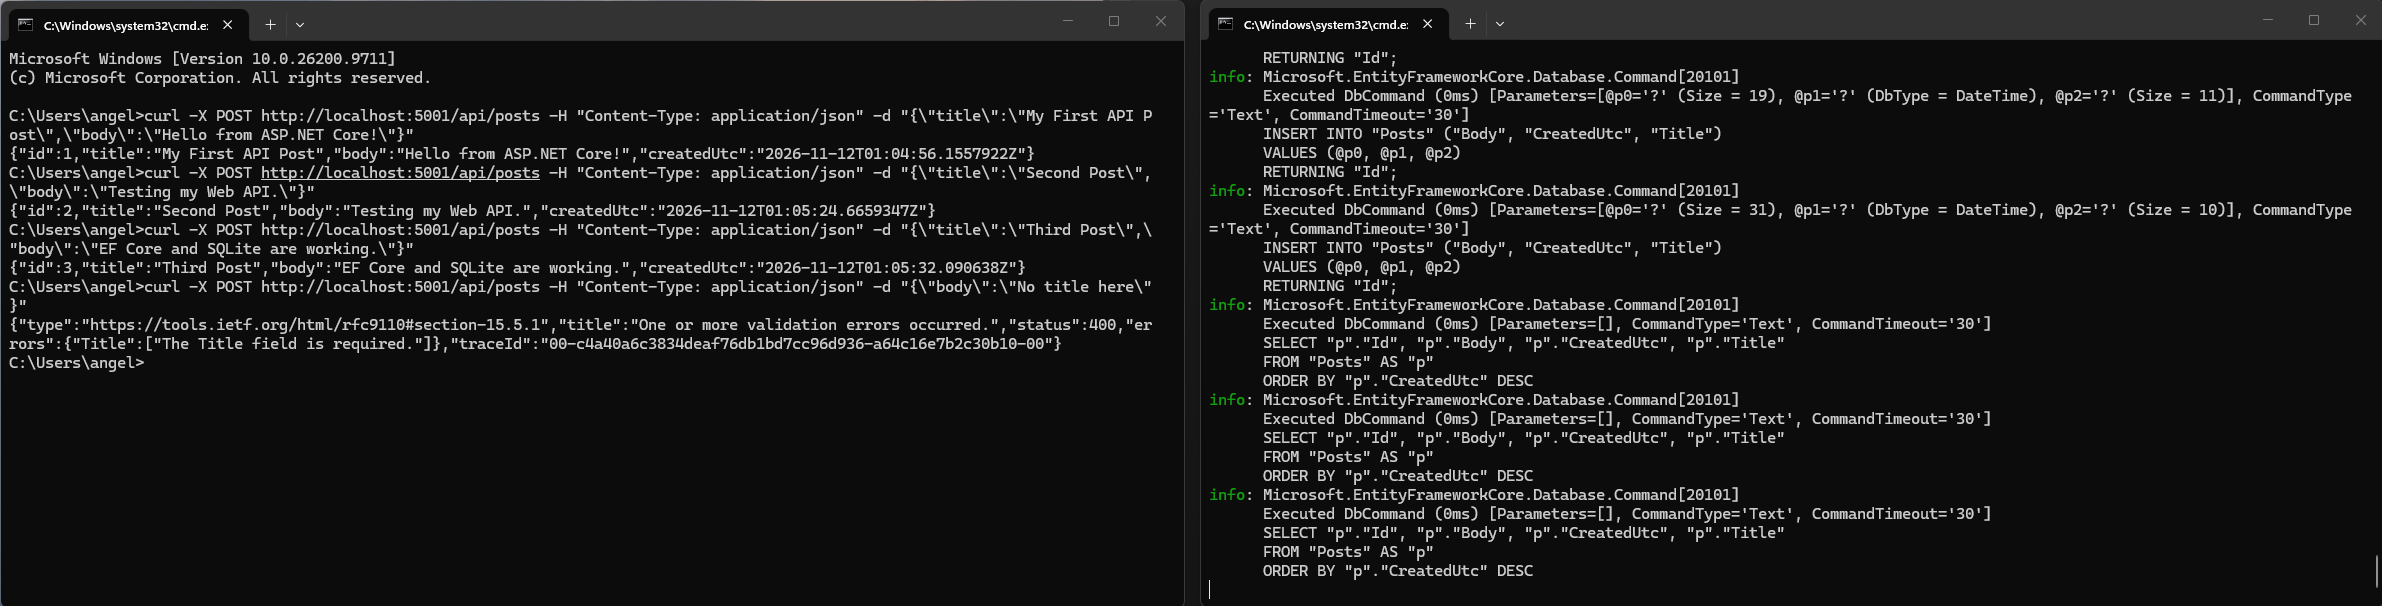 C:\Windows\system32\cmd.e:
Microsoft Windows [Version 10.0.26200.9711]
(c) Microsoft Corporation. All rights reserved.
C:\Users\angel>curl -X POST http://localhost:5001/api/posts -H "Content-Type: application/json" -d "{\"title\":\"My First API P
ost\",\"body\":\"Hello from ASP.NET Core!\"}"
{"id":1,"title":"My First API Post","body":"Hello from ASP.NET Core!","createdUtc":"2026-11-12T01:04:56.1557922Z"}
C:\Users\angel>curl -X POST http://localhost:5001/api/posts -H "Content-Type: application/json" -d "{\"title\":\"Second Post\",
\"body\":\"Testing my Web API.\"}"
{"id":2,"title":"Second Post","body":"Testing my Web API.","createdUtc":"2026-11-12T01:05:24.6659347Z"}
C:\Users\angel>curl -X POST http://localhost:5001/api/posts -H "Content-Type: application/json" -d "{\"title\":\"Third Post\",\
"body\":\"EF Core and SQLite are working.\"}"
{"id":3,"title":"Third Post","body":"EF Core and SQLite are working.","createdUtc":"2026-11-12T01:05:32.090638Z"}
C:\Users\angel>curl -X POST http://localhost:5001/api/posts -H "Content-Type: application/json" -d "{\"body\":\"No title here\"
}"
{"type":"https://tools.ietf.org/html/rfc9110#section-15.5.1","title":"One or more validation errors occurred.","status":400,"er
rors":{"Title":["The Title field is required."]},"traceId":"00-c4a40a6c3834deaf76db1bd7cc96d936-a64c16e7b2c30b10-00"}
C:\Users\angel>
C:\Windows\system32\cmd.e:
RETURNING "Id";
info: Microsoft.EntityFrameworkCore.Database.Command[20101]
Executed DbCommand (0ms) [Parameters=[@p0='?' (Size = 19), @p1='?' (DbType = DateTime), @p2='?' (Size = 11)], CommandType
='Text', CommandTimeout='30']
INSERT INTO "Posts" ("Body", "CreatedUtc", "Title")
VALUES (@p0, @p1, @p2)
RETURNING "Id";
info: Microsoft.EntityFrameworkCore.Database.Command[20101]
Executed DbCommand (0ms) [Parameters=[@p0='?' (Size = 31), @p1='?' (DbType = DateTime), @p2='?' (Size = 10)], CommandType
='Text', CommandTimeout='30']
INSERT INTO "Posts" ("Body", "CreatedUtc", "Title")
VALUES (@p0, @p1, @p2)
RETURNING "Id";
info: Microsoft.EntityFrameworkCore.Database.Command[20101]
Executed DbCommand (0ms) [Parameters=[], CommandType='Text', CommandTimeout='30']
SELECT "p"."Id", "p"."Body", "p"."CreatedUtc", "p"."Title"
FROM "Posts" AS "p"
ORDER BY "p"."CreatedUtc" DESC
info: Microsoft.EntityFrameworkCore.Database.Command[20101]
Executed DbCommand (0ms) [Parameters=[], CommandType='Text', CommandTimeout='30']
SELECT "p"."Id", "p"."Body", "p"."CreatedUtc", "p"."Title"
FROM "Posts" AS "p"
ORDER BY "p"."CreatedUtc" DESC
info: Microsoft.EntityFrameworkCore.Database.Command[20101]
Executed DbCommand (0ms) [Parameters=[], CommandType='Text', CommandTimeout='30']
SELECT "p"."Id", "p"."Body", "p"."CreatedUtc", "p"."Title"
FROM "Posts" AS "p"
ORDER BY "p"."CreatedUtc" DESC